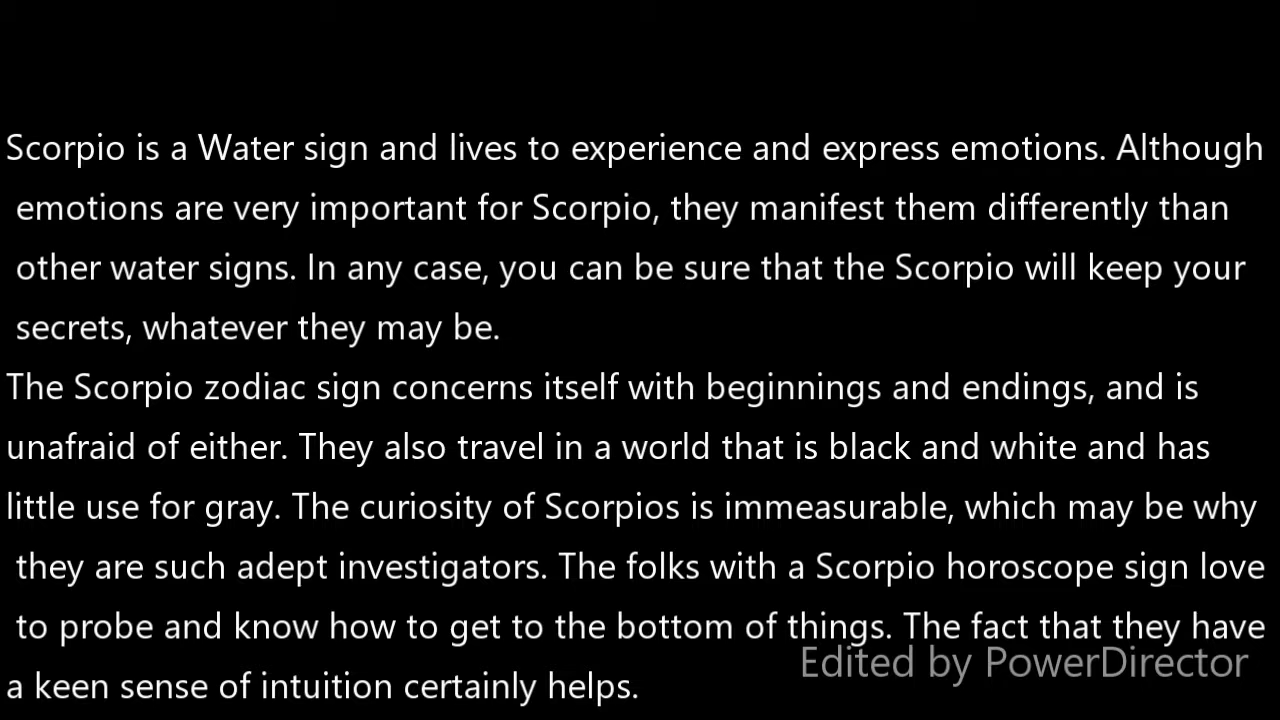 Scorpio is a Water sign and lives to experience and express emotions. Although
emotions are very important for Scorpio, they manifest them differently than
other water signs. In any case, you can be sure that the Scorpio will keep your
secrets, whatever they may be.
The Scorpio zodiac sign concerns itself with beginnings and endings, and is
unafraid of either. They also travel in a world that is black and white and has
little use for gray. The curiosity of Scorpios is immeasurable, which may be why
they are such adept investigators. The folks with a Scorpio horoscope sign love
to probe and know how to get to the bottom of things. The fact that they have
a keen sense of intuition certainly helps.
Edited by PowerDirector